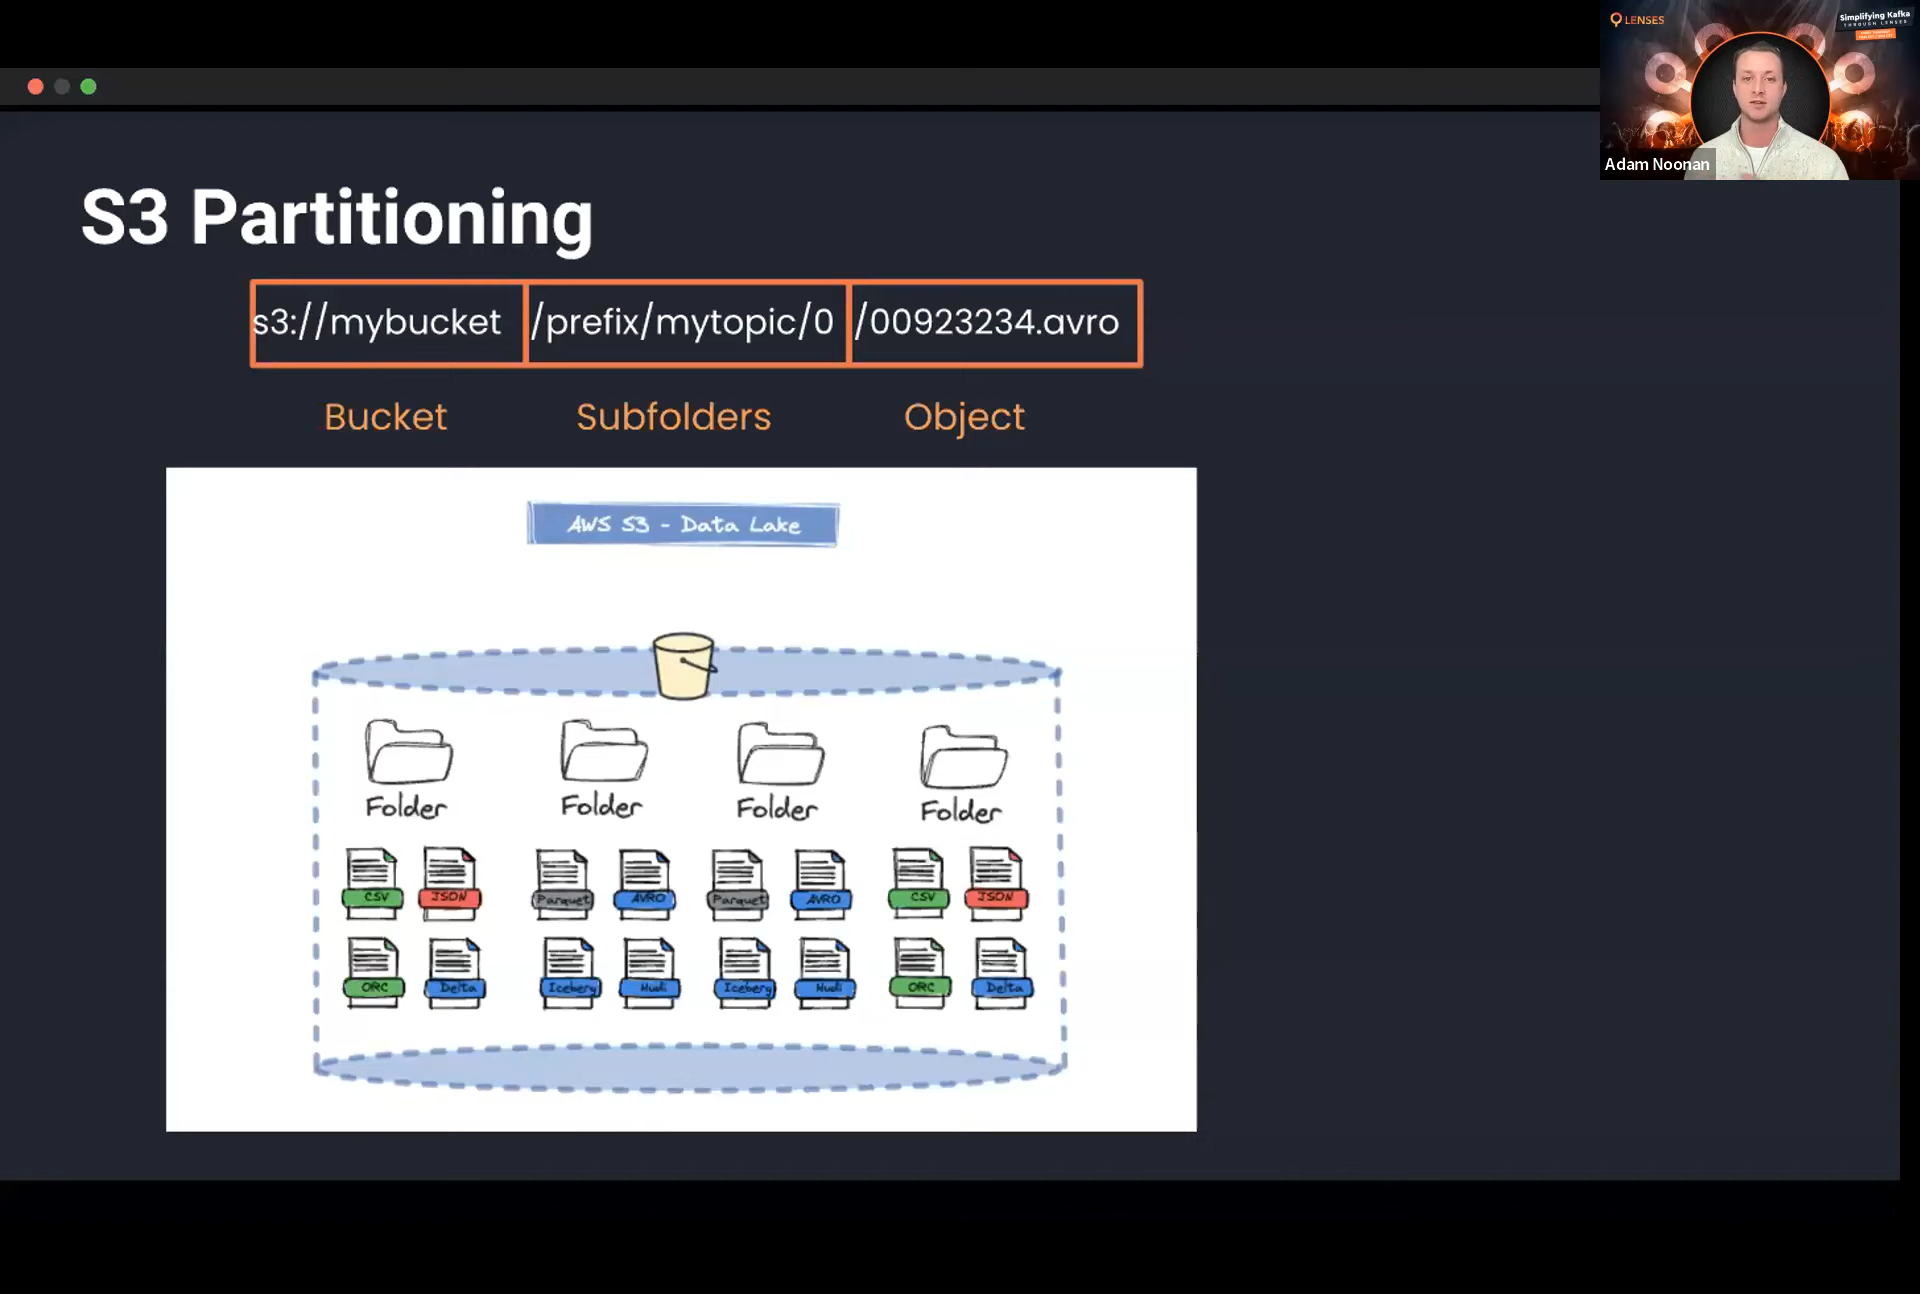 LENSES
Simplifying Kafka
THROUGH LENSES
Adam Noonan
S3 Partitioning
s3://mybucket /prefix/mytopic/0 /00923234.avro
Bucket Subfolders Object
AWS S3 - Data Lake
Folder Folder Folder Folder
CSV JSON Parquet AVRO Parquet AVRO CSV JSON
ORC Delta Iceberg Hudi Iceberg Hudi ORC Delta